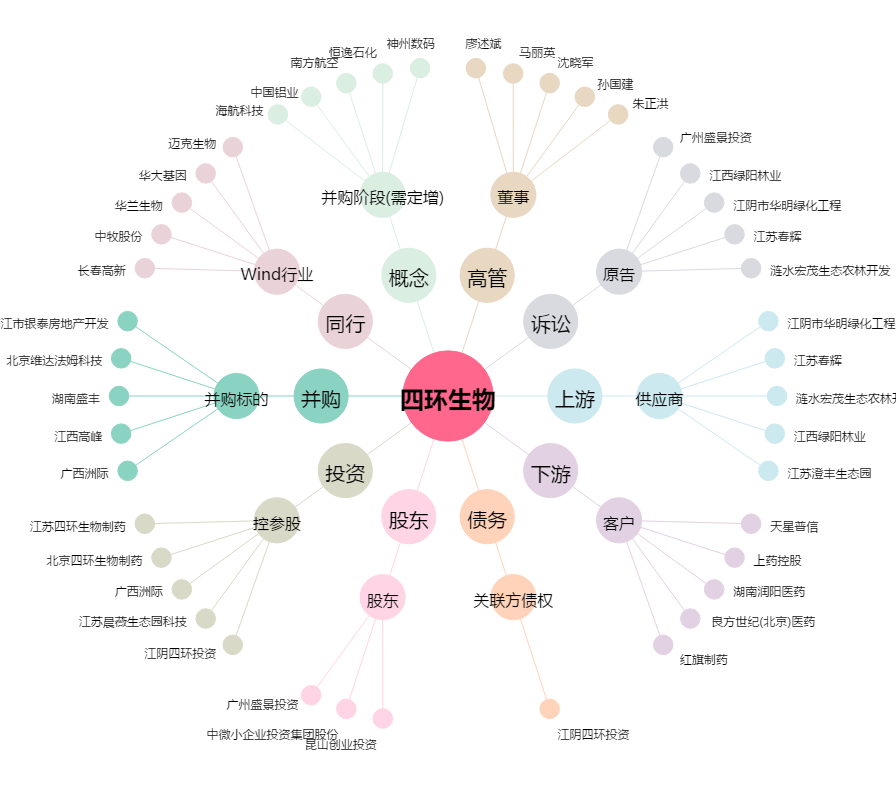 神州数码
恒逸石化
南方航空
中国铝业
海航科技
并购阶段(需定增)
概念
廖述斌
马丽英
沈晓军
孙国建
朱正洪
董事
高管
迈克生物
华大基因
华兰生物
中牧股份
长春高新
Wind行业
同行
广州盛景投资
江西绿阳林业
江阴市华明绿化工程
江苏春辉
涟水宏茂生态农林开发
原告
诉讼
江市银泰房地产开发
北京维达法姆科技
湖南盛丰
江西高峰
广西洲际
并购标的
并购
四环生物
上游
供应商
江阴市华明绿化工程
江苏春辉
涟水宏茂生态农林
江西绿阳林业
江苏澄丰生态园
投资
控参股
江苏四环生物制药
北京四环生物制药
广西洲际
江苏晨薇生态园科技
江阴四环投资
下游
客户
天星普信
上药控股
湖南润阳医药
良方世纪(北京)医药
红旗制药
股东
股东
广州盛景投资
中微小企业投资集团股份
昆山创业投资
债务
关联方债权
江阴四环投资